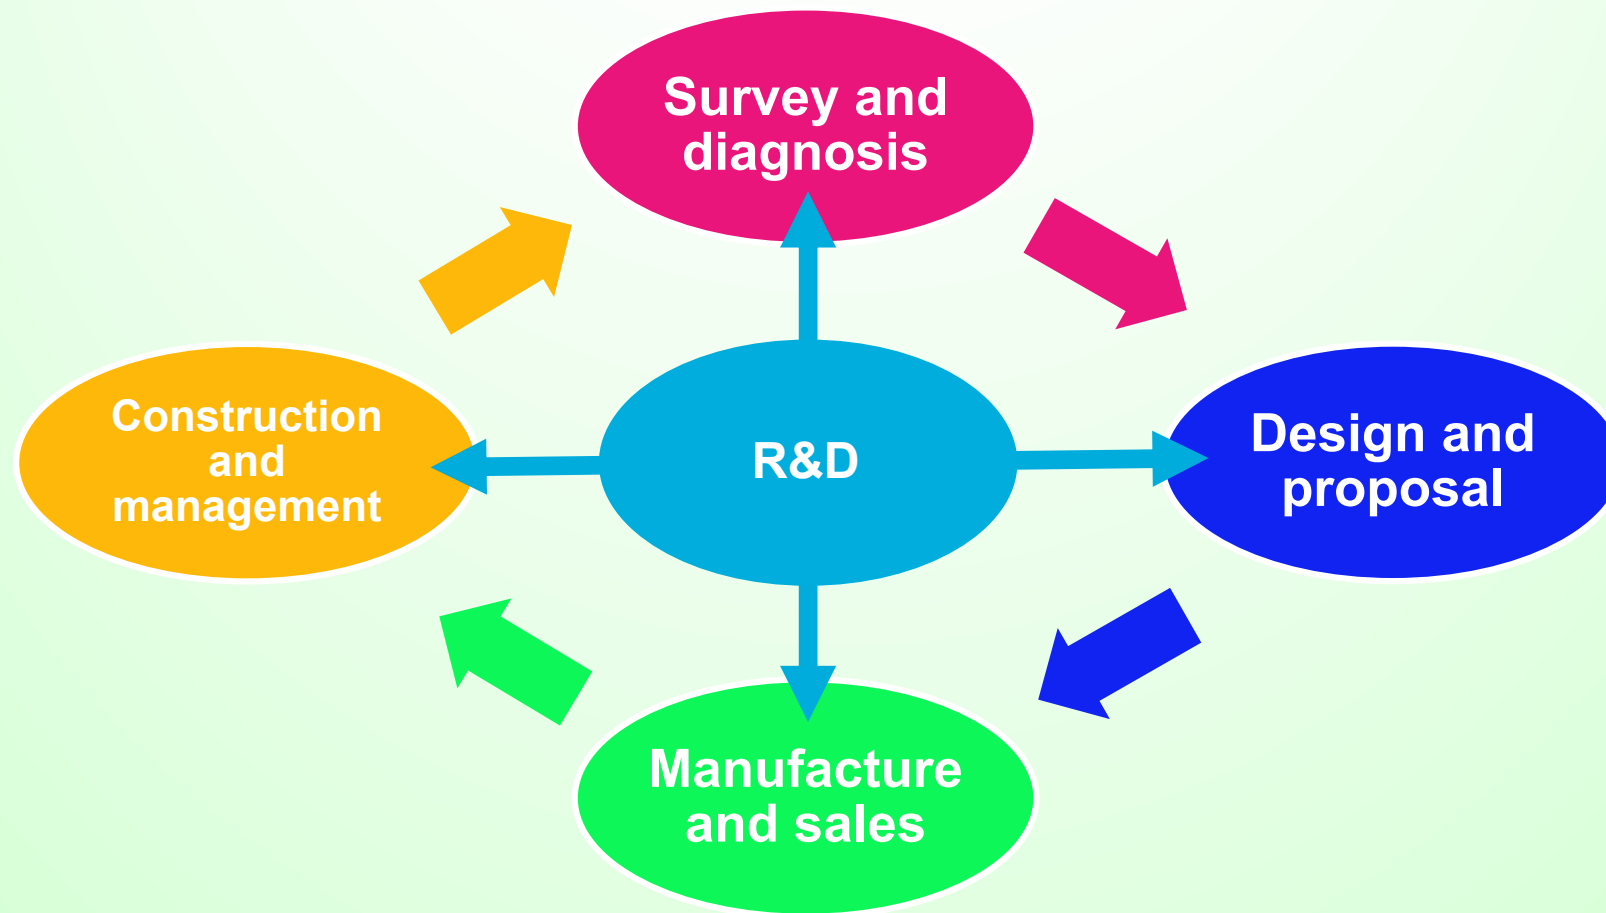 Survey and
diagnosis
Construction
and
management
R&D
Design and
proposal
Manufacture
and sales